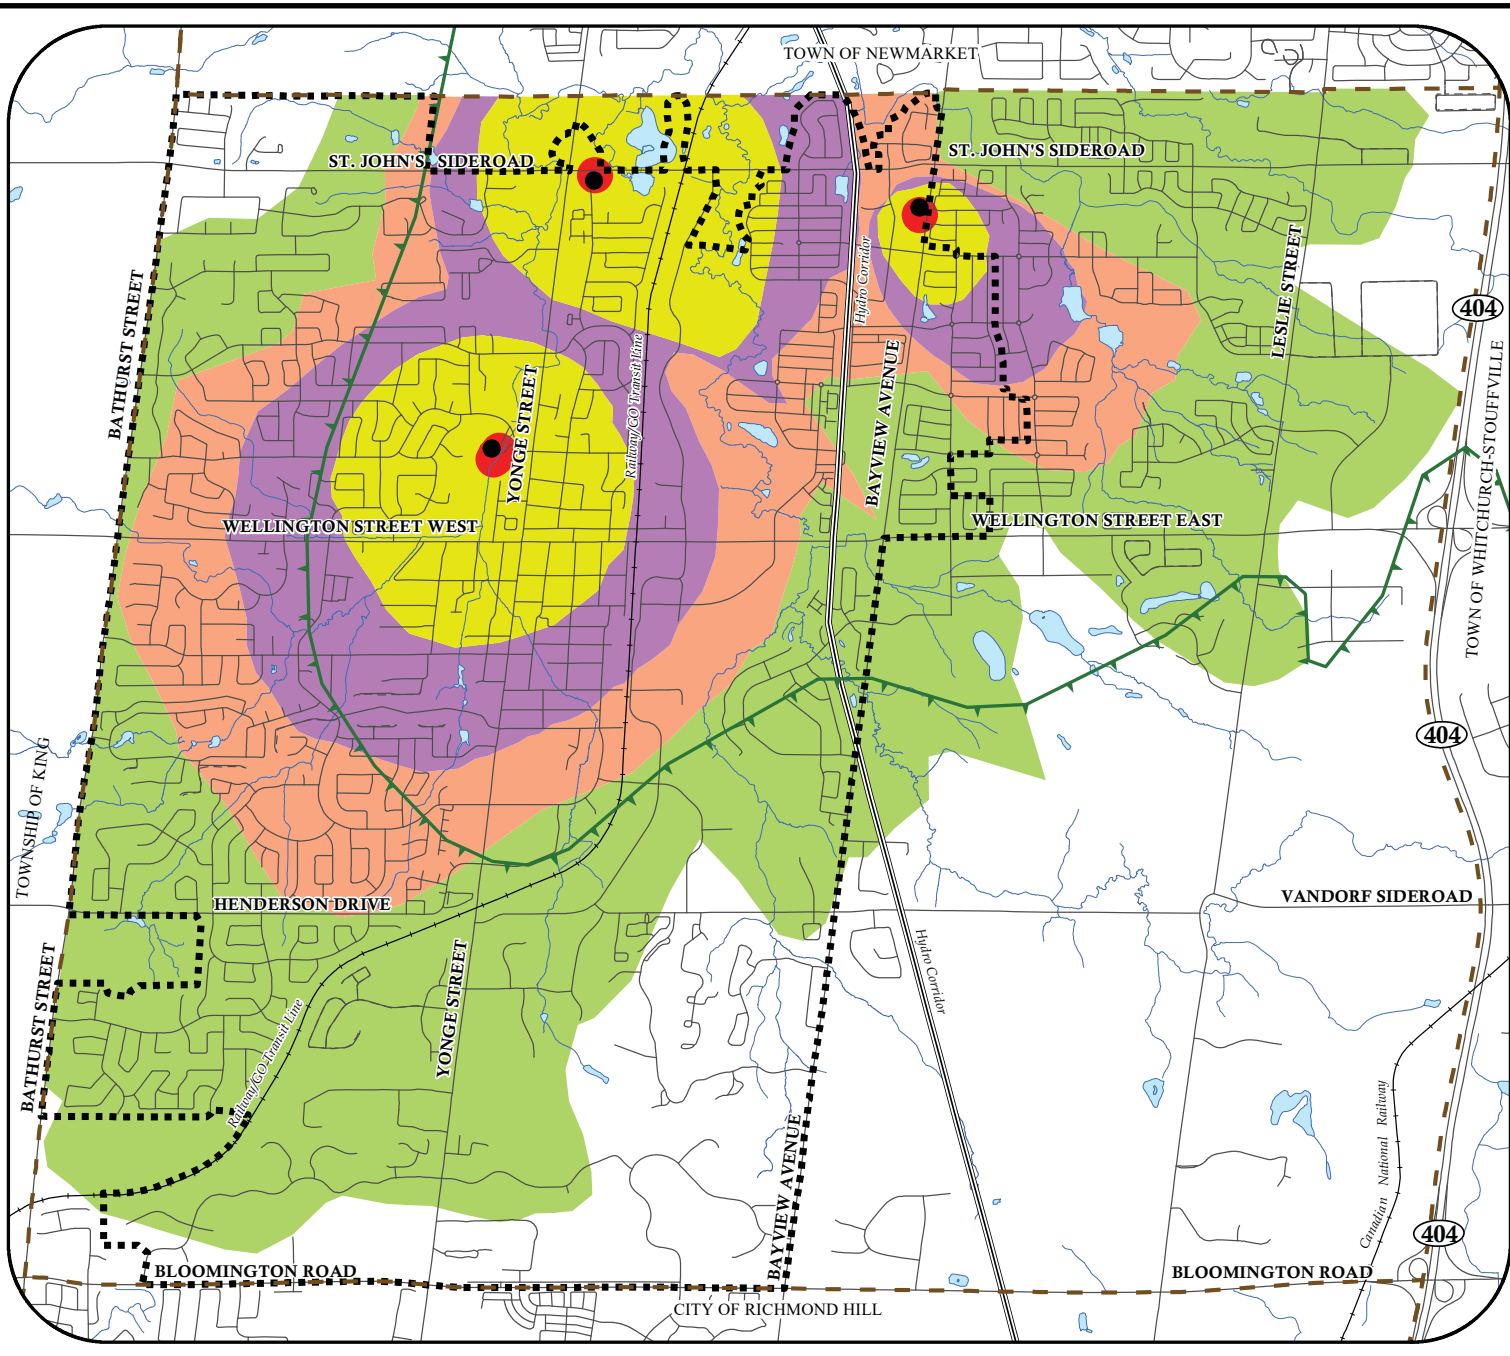 TOWN OF NEWMARKET
ST. JOHN'S SIDEROAD
ST. JOHN'S SIDEROAD
Hydro Corridor
LESLIE STREET
404
BATHURST STREET
Railway/GO Transit Line
YONGE STREET
BAYVIEW AVENUE
TOWN OF WHITCHURCH-STOUFFVILLE
WELLINGTON STREET WEST
WELLINGTON STREET EAST
404
TOWNSHIP OF KING
HENDERSON DRIVE
VANDORF SIDEROAD
Hydro Corridor
BATHURST STREET
YONGE STREET
Railway/GO Transit Line
BAYVIEW AVENUE
Canadian National Railway
404
BLOOMINGTON ROAD
BLOOMINGTON ROAD
CITY OF RICHMOND HILL